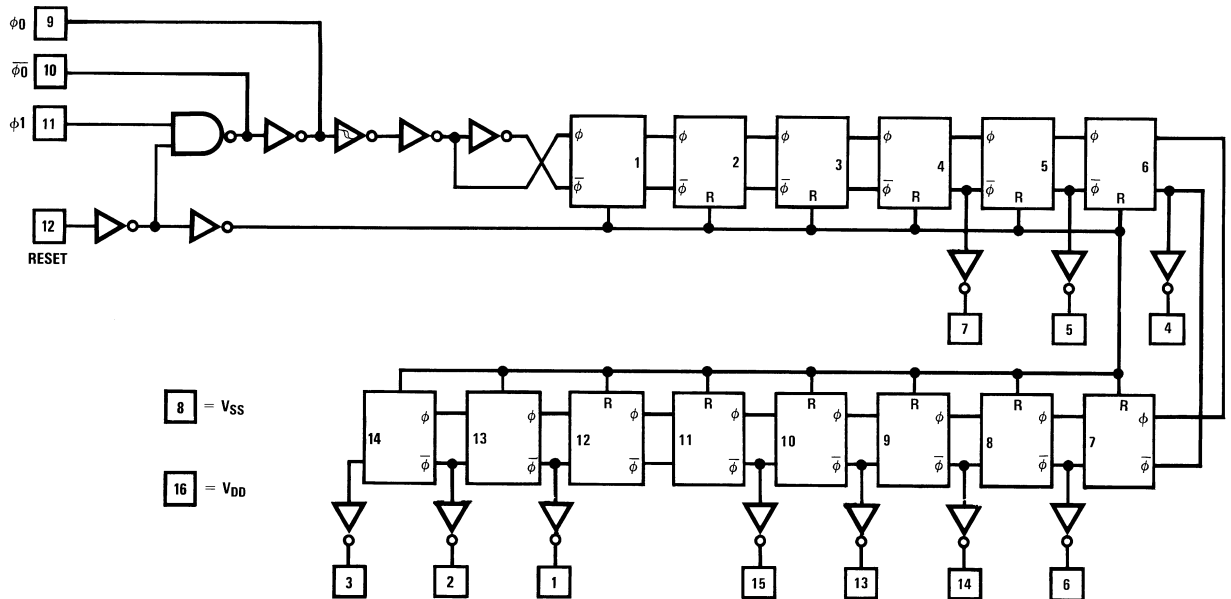 ϕ0 9
ϕ0̅ 10
ϕ1 11
12
RESET
ϕ ϕ̅ 1
2 R
ϕ ϕ̅ 3 R
ϕ ϕ̅ 4 R
ϕ ϕ̅ 5 R
ϕ ϕ̅ 6 R
7 5 4
8 = VSS
16 = VDD
14
ϕ ϕ̅ 13
R ϕ ϕ̅ 12
R ϕ ϕ̅ 11
R ϕ ϕ̅ 10
R ϕ ϕ̅ 9
R ϕ ϕ̅ 8
R ϕ ϕ̅ 7
3 2 1 15 13 14 6